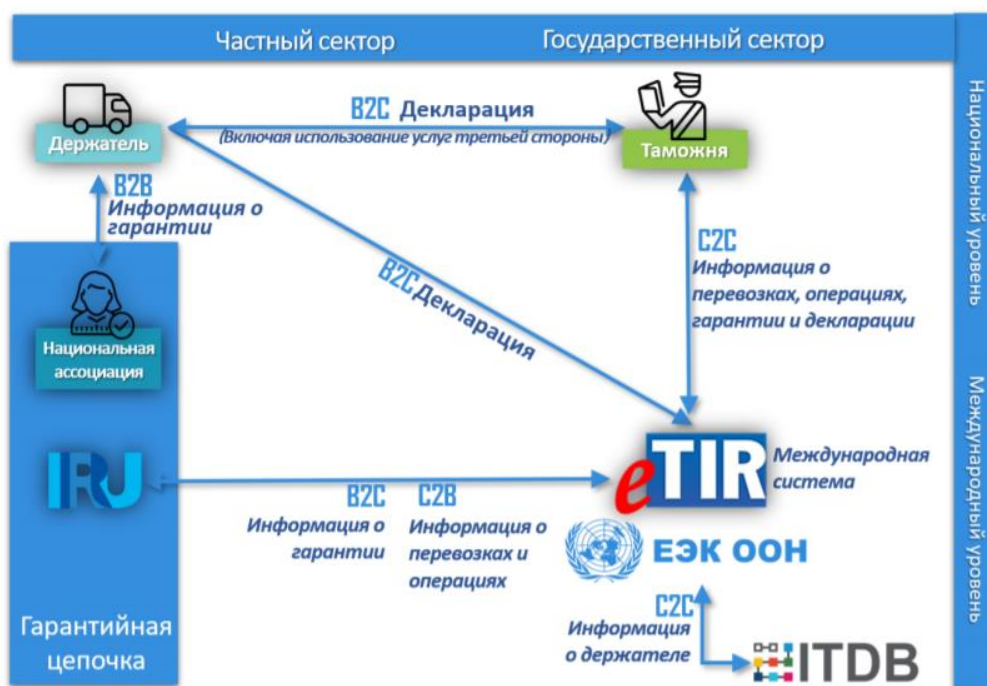 Частный сектор
Государственный сектор
Национальный уровень
Международный уровень
Держатель
B2C Декларация
(Включая использование услуг третьей стороны)
Таможня
B2B
Информация о
гарантии
C2C
Информация о
перевозках, операциях,
гарантии и декларации
B2C Декларация
Национальная
ассоциация
IRU
eTIR
Международная
система
B2C
Информация о
гарантии
C2B
Информация о
перевозках и
операциях
ЕЭК ООН
C2C
Информация
о держателе
ITDB
Гарантийная
цепочка